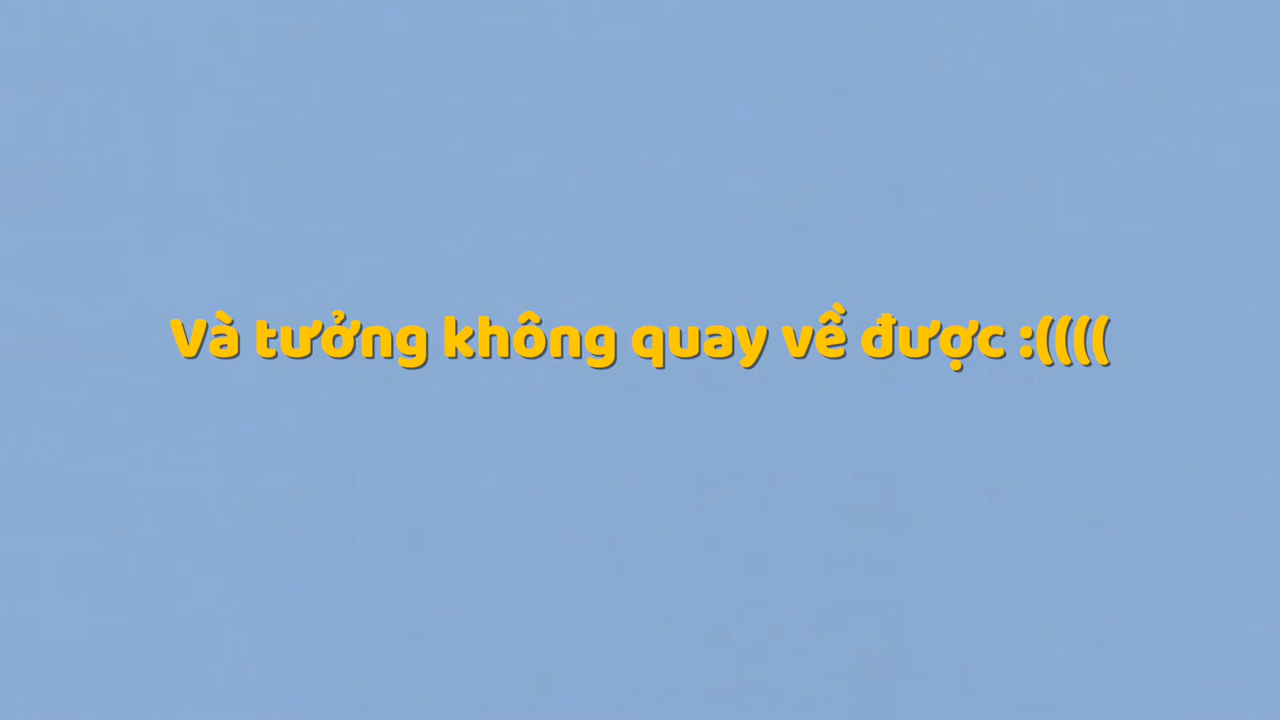 Và tưởng không quay về được :((((